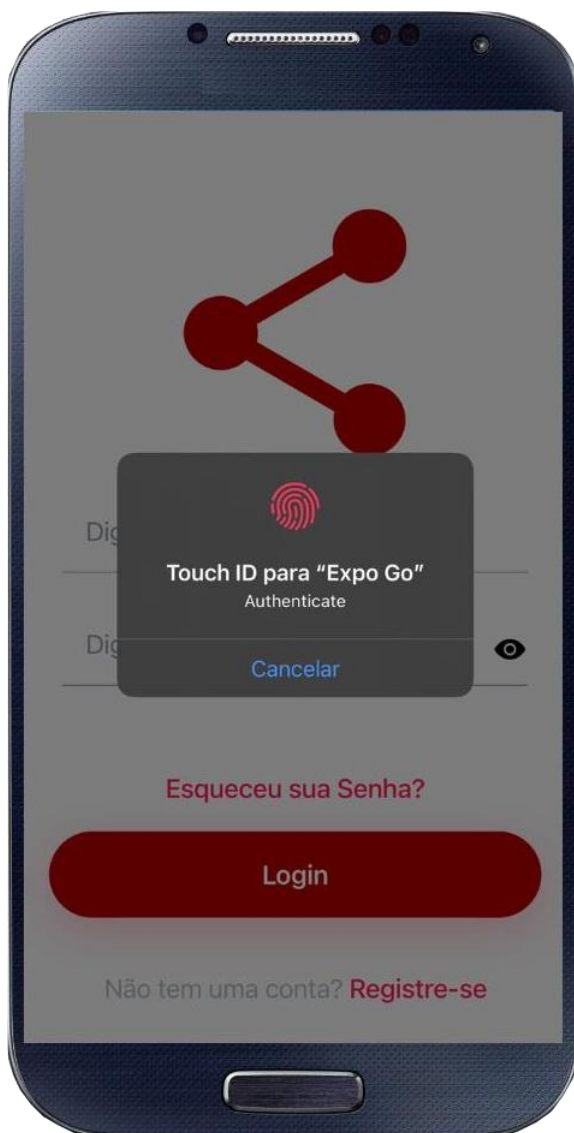 Dig
Touch ID para “Expo Go”
Authenticate
Dig
Cancelar
Esqueceu sua Senha?
Login
Não tem uma conta? Registre-se